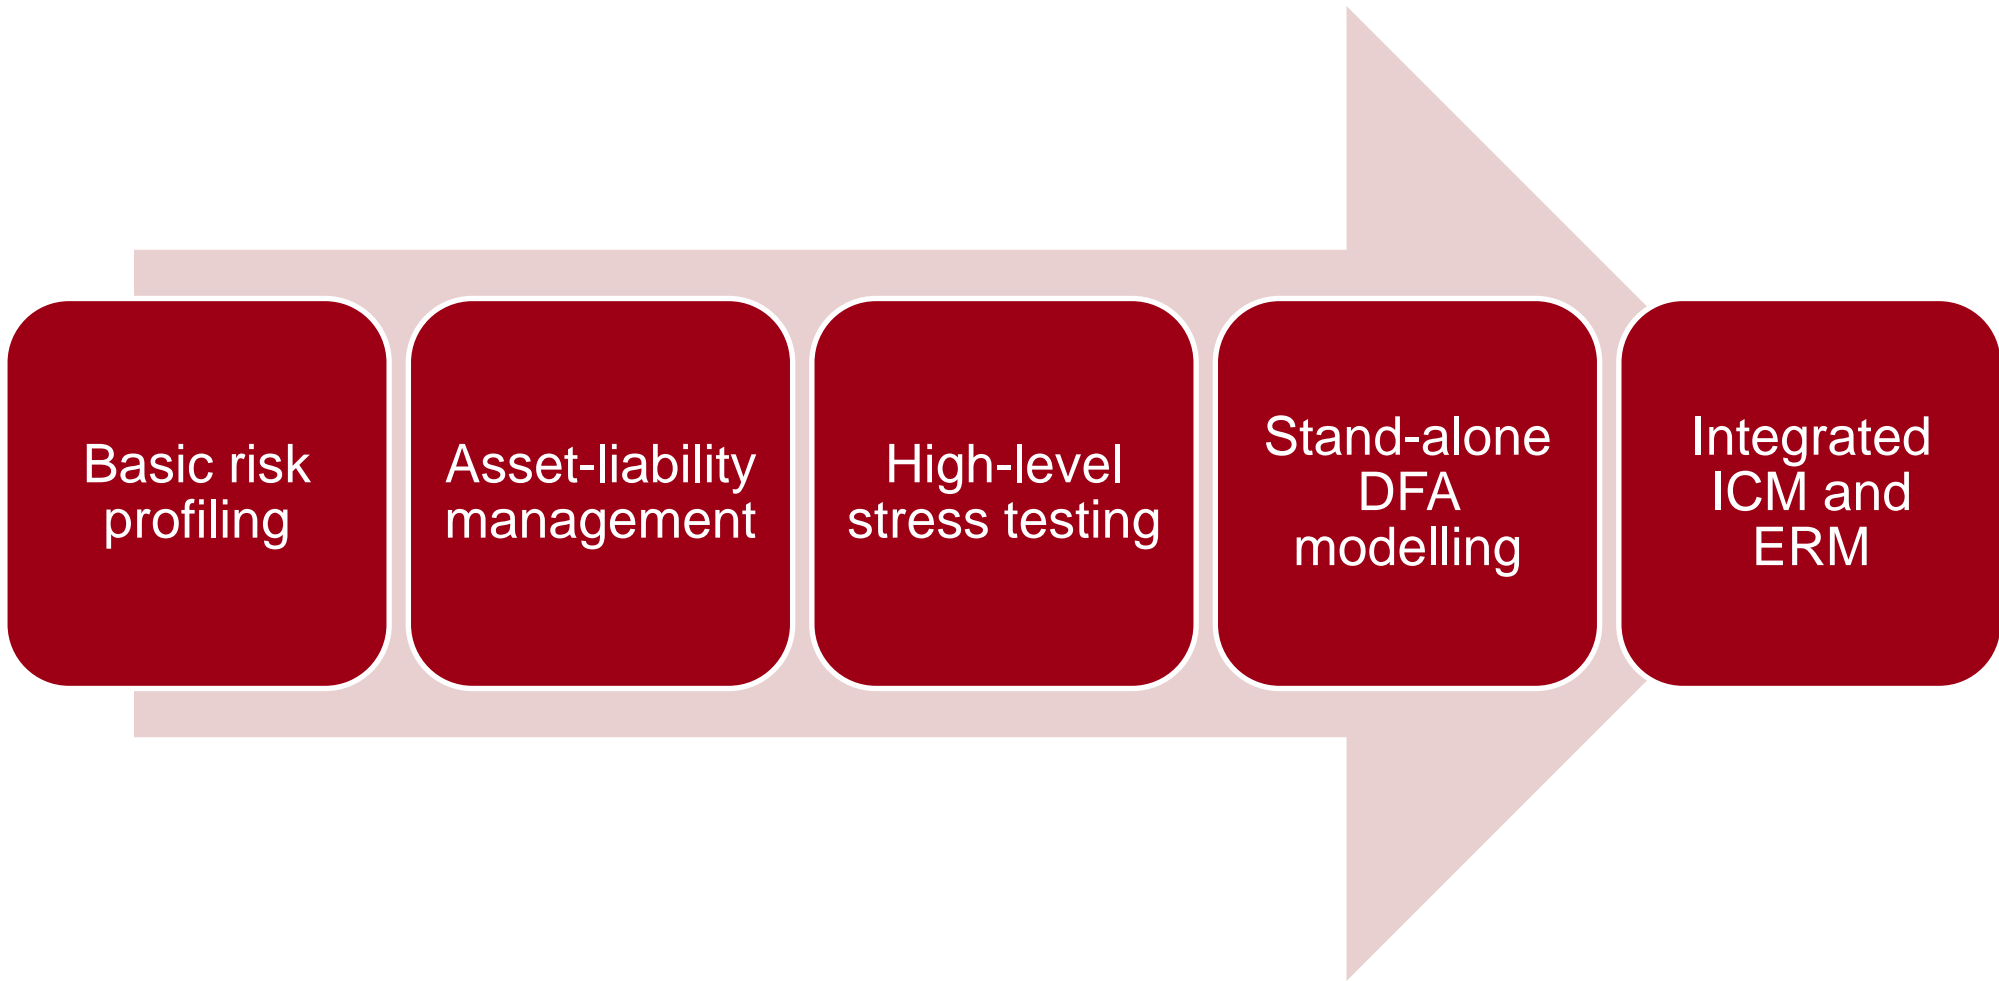 Basic risk
profiling
Asset-liability
management
High-level
stress testing
Stand-alone
DFA
modelling
Integrated
ICM and
ERM